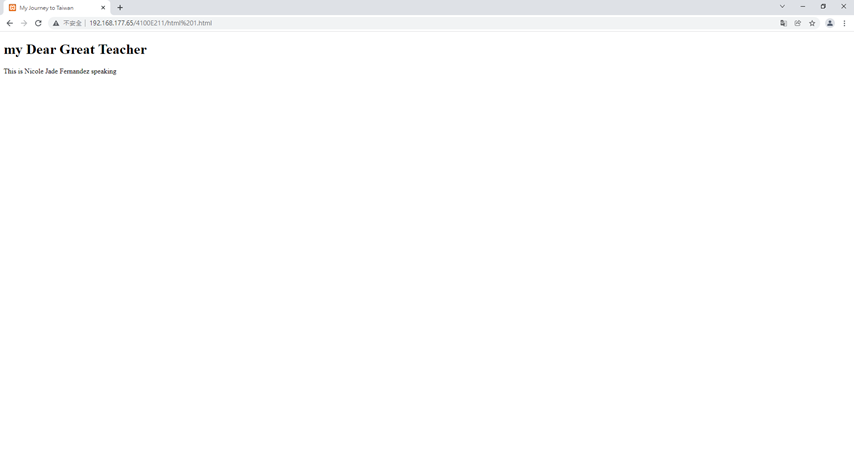 My Journey to Taiwan
不安全 192.168.177.65/4100E211/html%201.html
my Dear Great Teacher
This is Nicole Jade Fernandez speaking